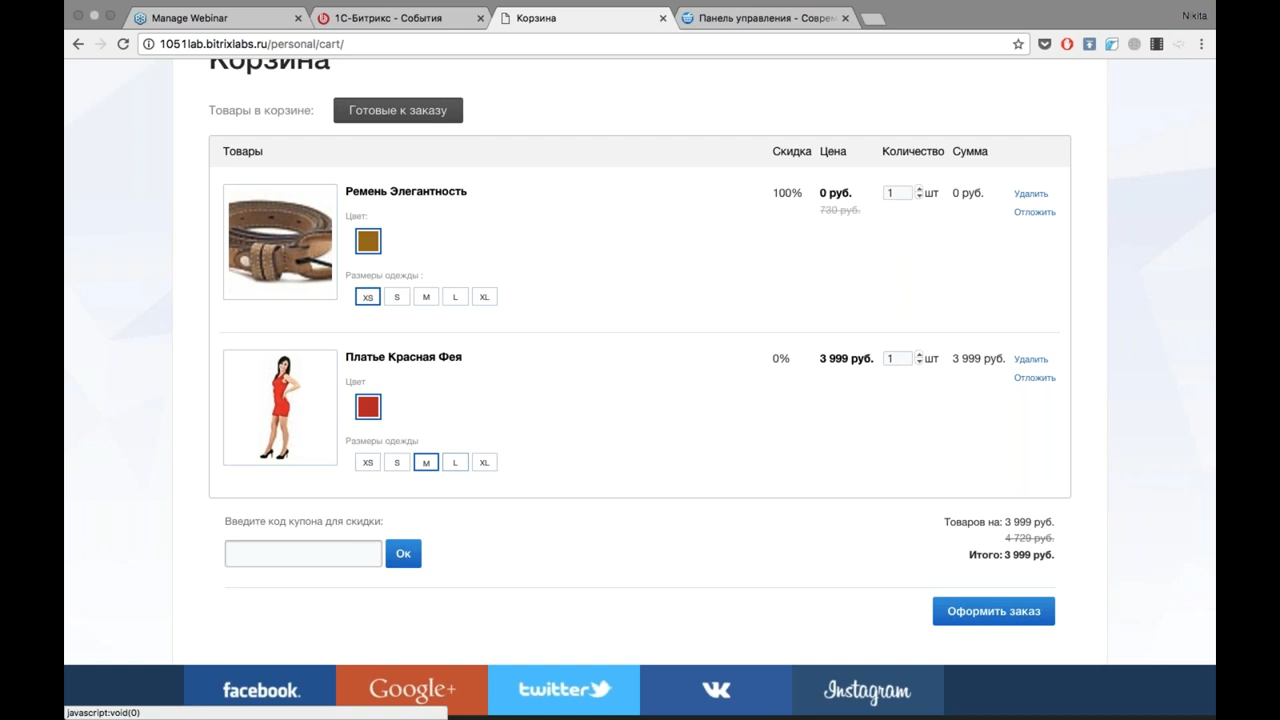 Manage Webinar
1С-Битрикс - События
Корзина
Панель управления - Соврем
Nikita
1051lab.bitrixlabs.ru/personal/cart/
Корзина
Товары в корзине: Готовые к заказу
Товары Скидка Цена Количество Сумма
Ремень Элегантность 100% 0 руб. 1 шт 0 руб. Удалить
730 руб. Отложить
Цвет:
Размеры одежды :
XS S M L XL
Платье Красная Фея 0% 3 999 руб. 1 шт 3 999 руб. Удалить
Отложить
Цвет
Размеры одежды
XS S M L XL
Введите код купона для скидки: Товаров на: 3 999 руб.
4 729 руб.
Ок Итого: 3 999 руб.
Оформить заказ
facebook. Google+ twitter VK Instagram
javascript:void(0)